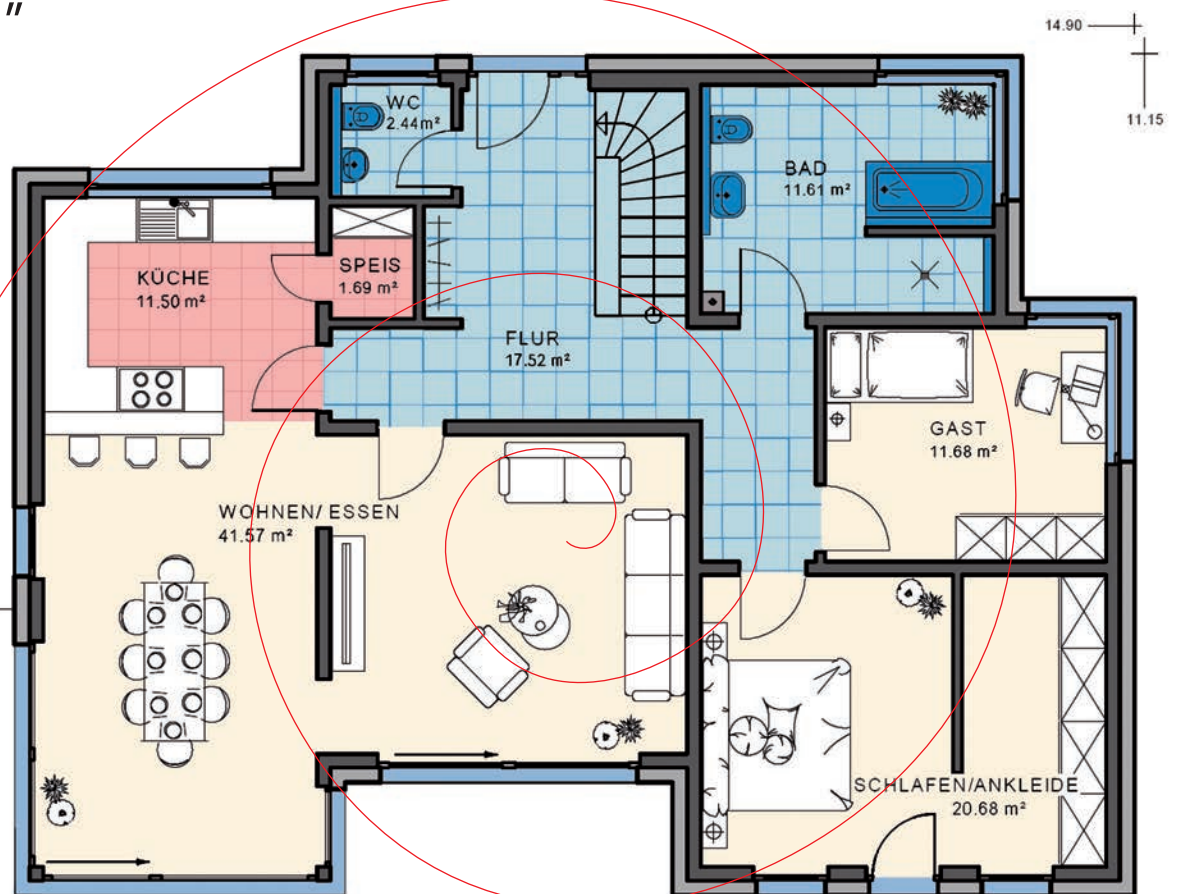 "
14.90
11.15
WC
2.44m²
BAD
11.61 m²
KÜCHE
11.50 m²
SPEIS
1.69 m²
FLUR
17.52 m²
GAST
11.68 m²
WOHNEN/ ESSEN
41.57 m²
SCHLAFEN/ANKLEIDE
20.68 m²